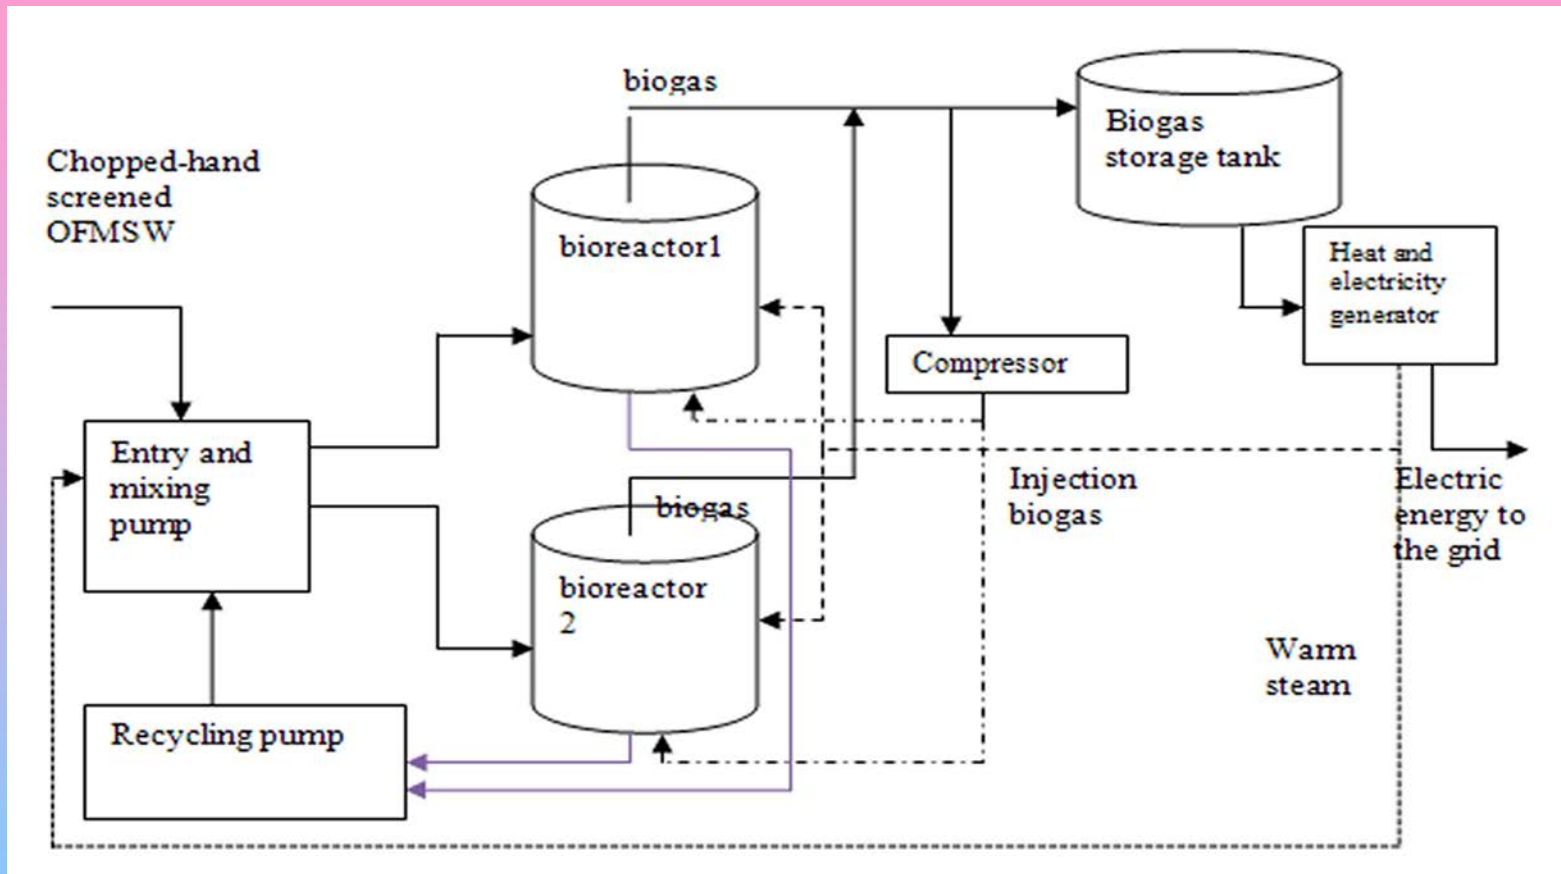 biogas
Chopped-hand
screened
OFMSW
Biogas
storage tank
bioreactor1
Heat and
electricity
generator
Compressor
Entry and
mixing
pump
Injection
biogas
Electric
energy to
the grid
biogas
bioreactor
2
Warm
steam
Recycling pump